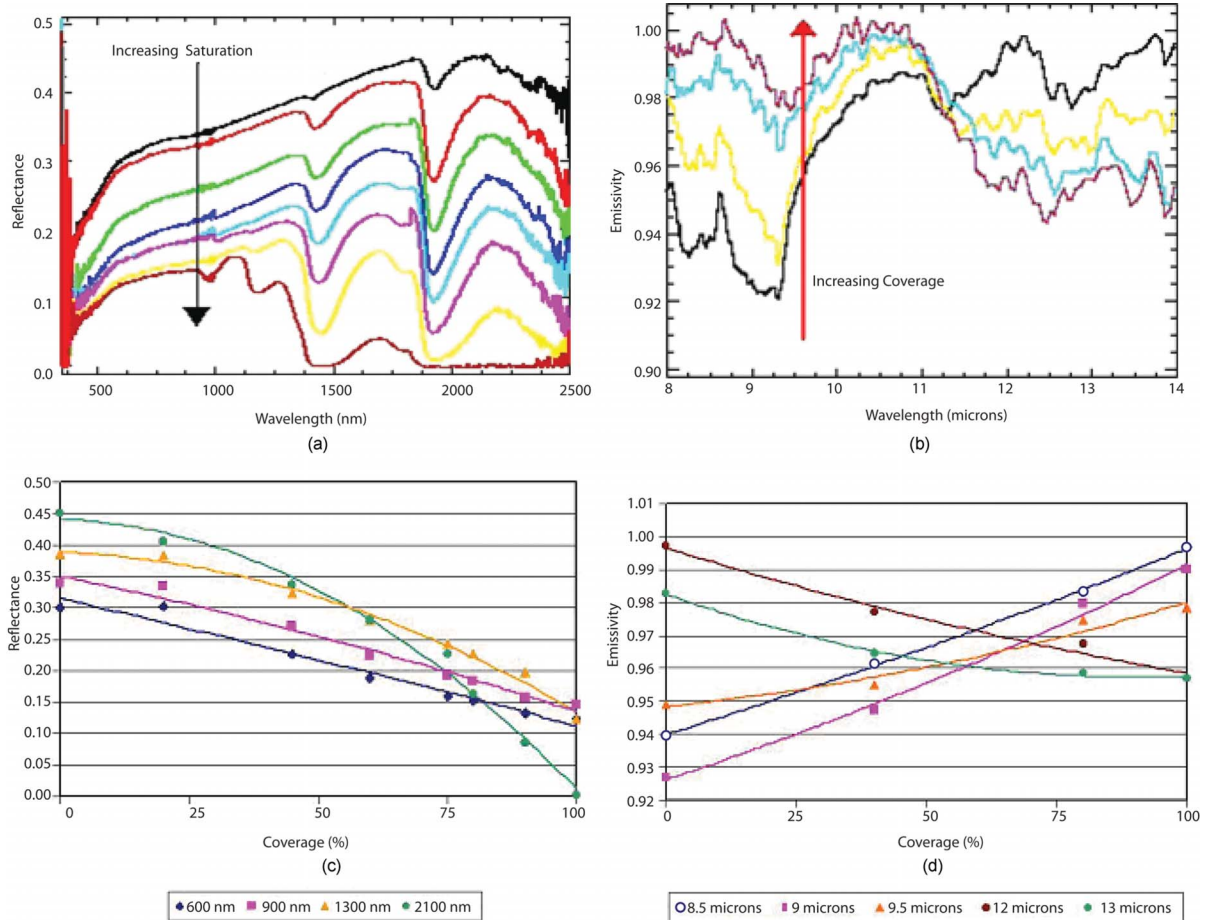 0.5
0.4
0.3
0.2
0.1
0.0
Reflectance
Increasing Saturation
500 1000 1500 2000 2500
Wavelength (nm)
(a)
1.00
0.98
0.96
0.94
0.92
0.90
Emissivity
Increasing Coverage
8 9 10 11 12 13 14
Wavelength (microns)
(b)
0.50
0.45
0.40
0.35
0.30
0.25
0.20
0.15
0.10
0.05
0.00
Reflectance
0 25 50 75 100
Coverage (%)
(c)
600 nm 900 nm 1300 nm 2100 nm
1.01
1.00
0.99
0.98
0.97
0.96
0.95
0.94
0.93
0.92
Emissivity
0 25 50 75 100
Coverage (%)
(d)
8.5 microns 9 microns 9.5 microns 12 microns 13 microns